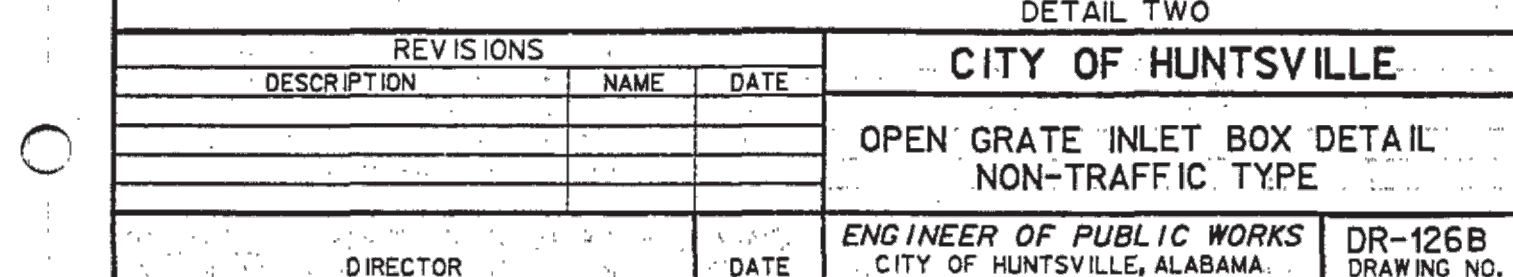 DETAIL TWO
REVISIONS
DESCRIPTION NAME DATE
CITY OF HUNTSVILLE
OPEN GRATE INLET BOX DETAIL
NON-TRAFFIC TYPE
DIRECTOR DATE
ENGINEER OF PUBLIC WORKS
CITY OF HUNTSVILLE, ALABAMA
DR-126B
DRAWING NO.